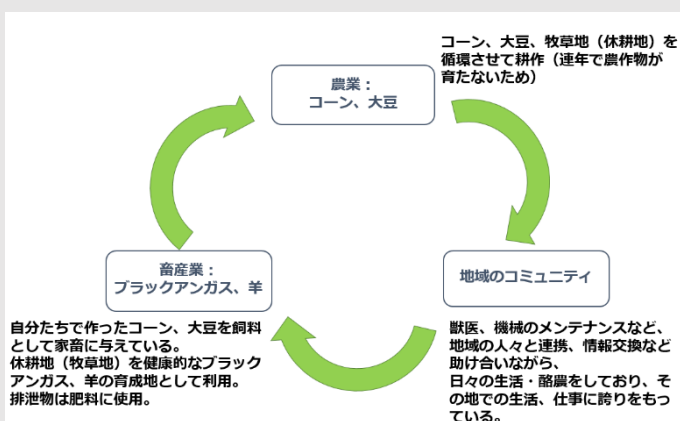 コーン、大豆、牧草地（休耕地）を
循環させて耕作（連年で農作物が
育たないため）
農業：
コーン、大豆
地域のコミュニティ
獣医、機械のメンテナンスなど、
地域の人々と連携、情報交換など
助け合いながら、
日々の生活・酪農をしており、そ
の地での生活、仕事に誇りをもっ
ている。
畜産業：
ブラックアンガス、羊
自分たちで作ったコーン、大豆を飼料
として家畜に与えている。
休耕地（牧草地）を健康的なブラック
アンガス、羊の育成地として利用。
排泄物は肥料に使用。